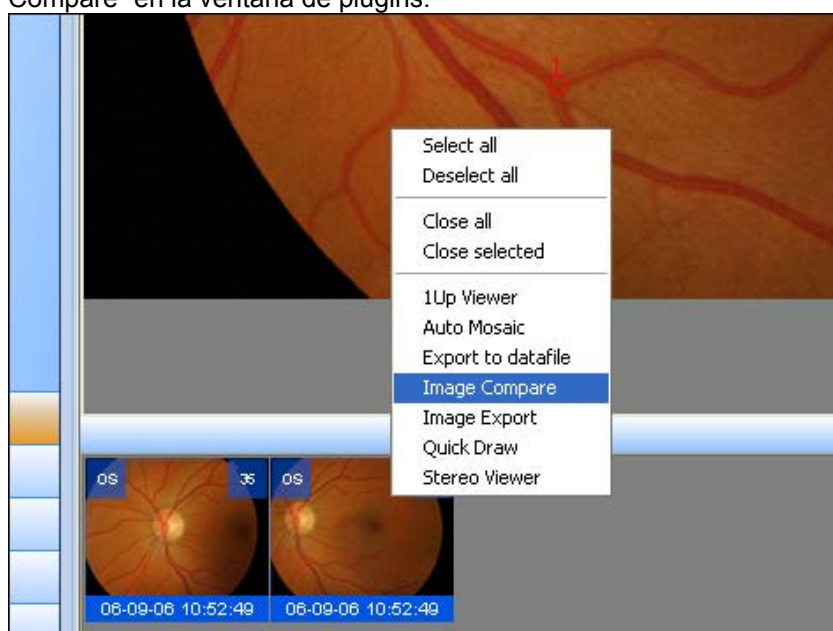 Compare" en la ventana de plugins.
Select all
Deselect all
Close all
Close selected
1Up Viewer
Auto Mosaic
Export to datafile
Image Compare
Image Export
Quick Draw
Stereo Viewer
OS 35 OS
06-09-06 10:52:49 06-09-06 10:52:49